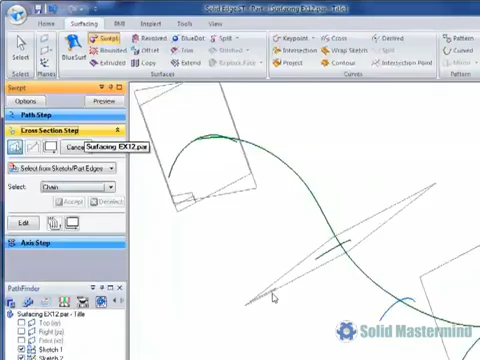 Solid Edge ST - Part - [Surfacing EX12.par - Title]
Home Surfacing PMI Inspect Tools View
Select
Planes
BlueSurf
Swept
Bounded
Extruded
Revolved
Offset
Copy
BlueDot
Trim
Extend
Split
Surfaces
Keypoint
Intersection
Project
Cross
Wrap Sketch
Contour
Derived
Split
Intersection Point
Curves
Pattern
Curved
Pattern
Swept
Options Preview
Path Step
Cross Section Step
Cancel
Surfacing EX12.par
Select from Sketch/Part Edges
Select: Chain
Accept Deselect
Edit
Axis Step
PathFinder
Surfacing EX12.par - Title
Top (xy)
Right (yz)
Front (xz)
Sketch 1
Sketch 2
Solid Mastermind